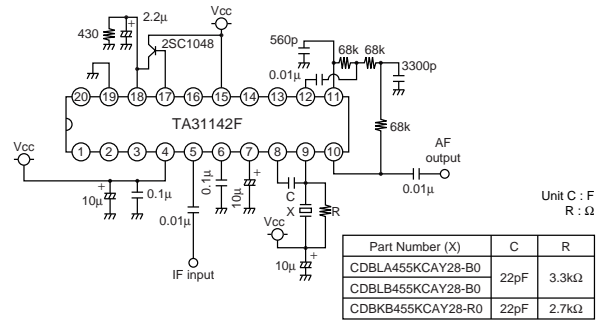 Vcc
2.2µ
430
2SC1048
560p
68k 68k
0.01µ
3300p
20 19 18 17 16 15 14 13 12 11
TA31142F
68k
1 2 3 4 5 6 7 8 9 10
Vcc
AF
output
10µ
0.1µ
0.01µ
0.1µ
10µ
C
X
R
0.01µ
Vcc
10µ
IF input
Unit C : F
R : Ω
Part Number (X) C R
CDBLA455KCAY28-B0 22pF 3.3kΩ
CDBLB455KCAY28-B0
CDBKB455KCAY28-R0 22pF 2.7kΩ